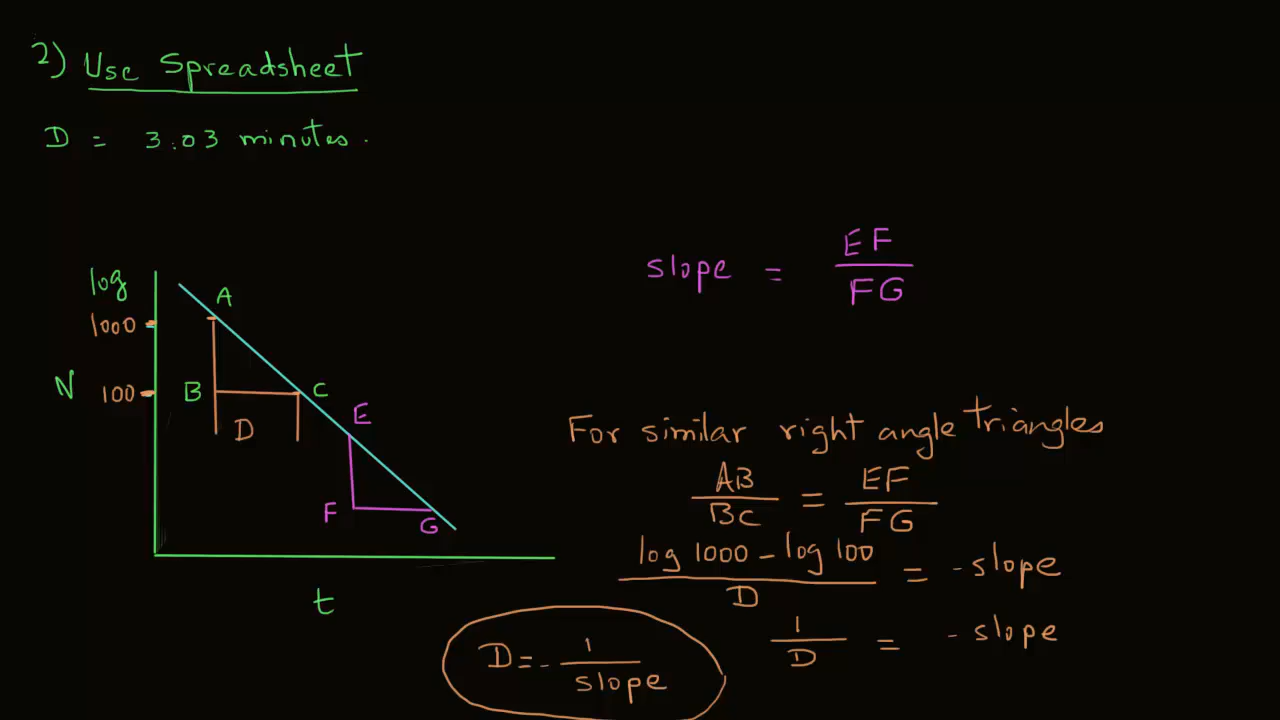 2) Use Spreadsheet
D = 3.03 minutes.
slope = EF / FG
log
A
1000
N 100
B
C
D
E
F
G
t
For similar right angle triangles
AB / BC = EF / FG
log 1000 - log 100 / D = - slope
1 / D = - slope
D = - 1 / slope